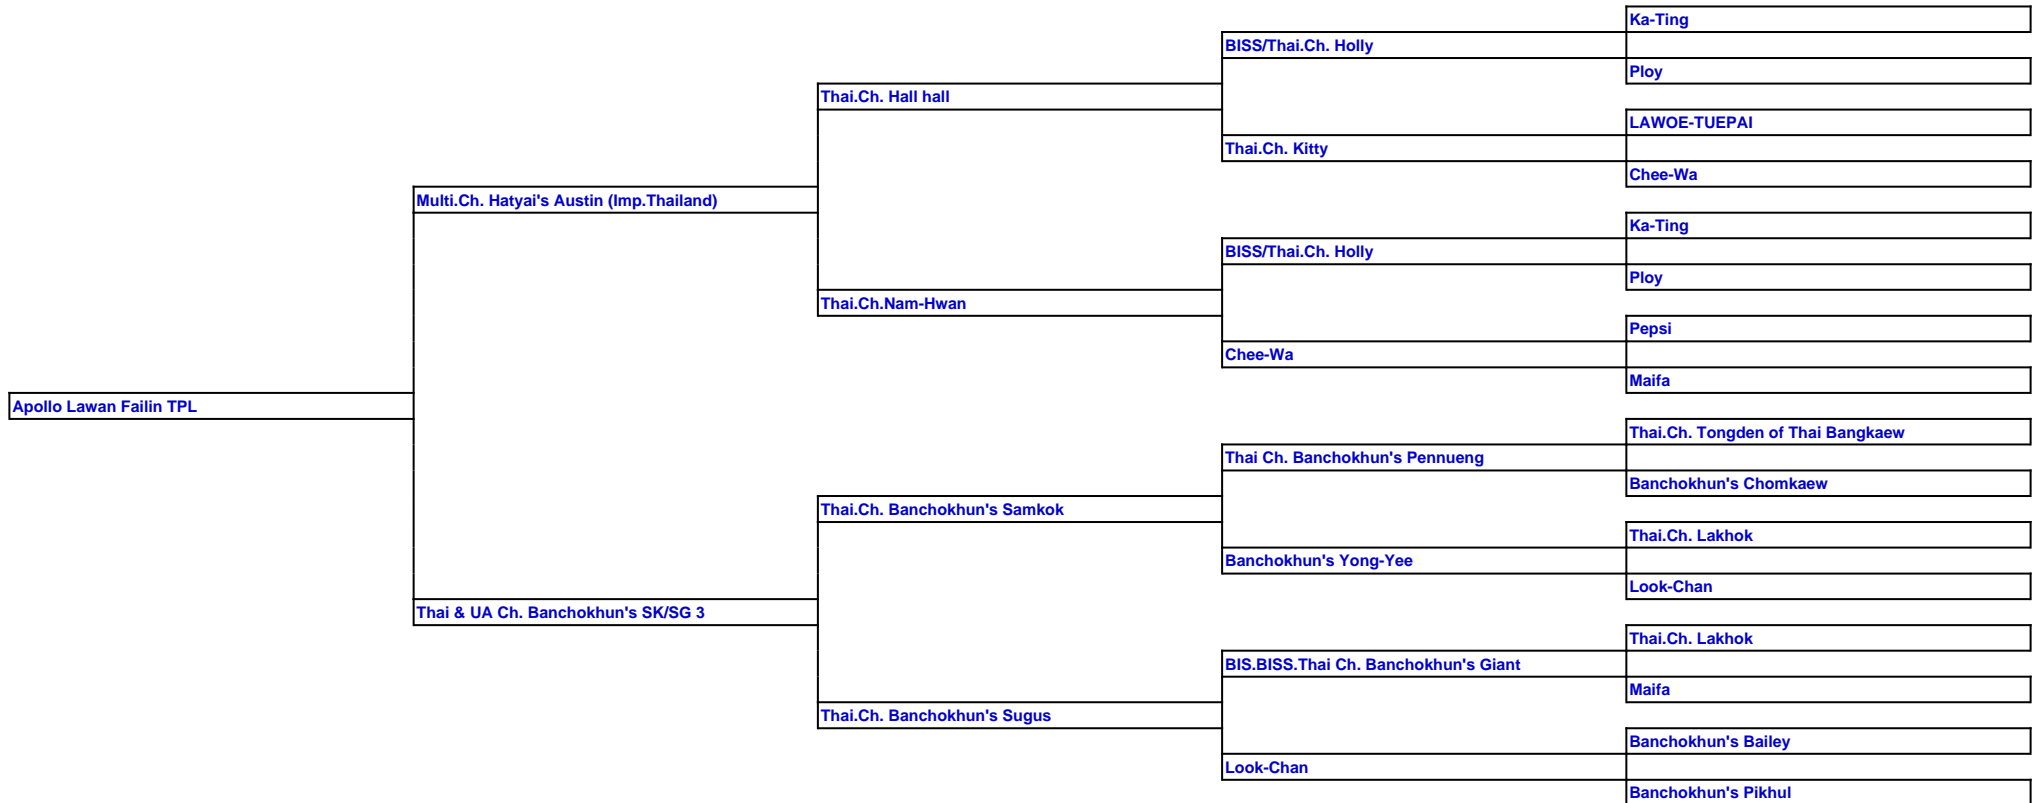 Ka-Ting
BISS/Thai.Ch. Holly
Ploy
Thai.Ch. Hall hall
LAWOE-TUEPAI
Thai.Ch. Kitty
Chee-Wa
Multi.Ch. Hatyai's Austin (Imp.Thailand)
Ka-Ting
BISS/Thai.Ch. Holly
Ploy
Thai.Ch.Nam-Hwan
Pepsi
Chee-Wa
Maifa
Apollo Lawan Failin TPL
Thai.Ch. Tongden of Thai Bangkaew
Thai Ch. Banchokhun's Pennueng
Banchokhun's Chomkaew
Thai.Ch. Banchokhun's Samkok
Thai.Ch. Lakhok
Banchokhun's Yong-Yee
Look-Chan
Thai & UA Ch. Banchokhun's SK/SG 3
Thai.Ch. Lakhok
BIS.BISS.Thai Ch. Banchokhun's Giant
Maifa
Thai.Ch. Banchokhun's Sugus
Banchokhun's Bailey
Look-Chan
Banchokhun's Pikhul